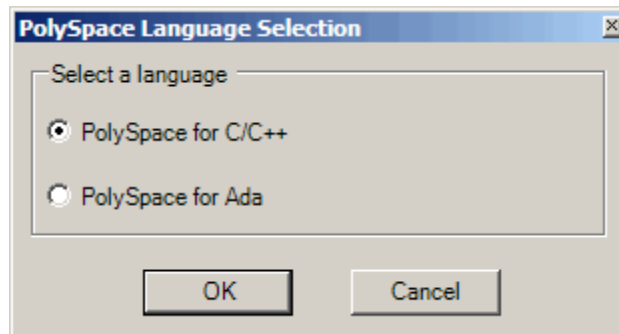 PolySpace Language Selection
Select a language
PolySpace for C/C++
PolySpace for Ada
OK
Cancel